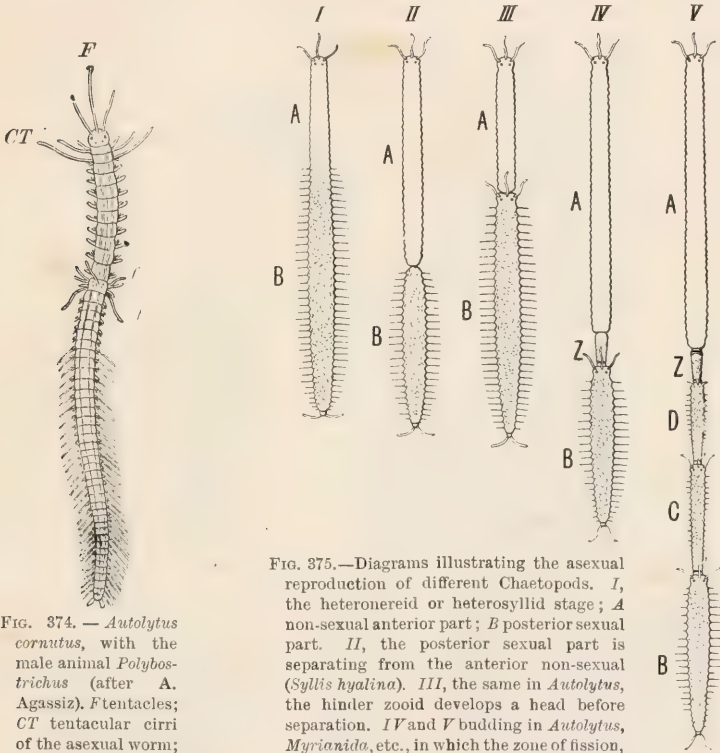 I II III IV V
F
CT
A
B
A
B
A
B
A
Z
B
A
Z
D
C
B
FIG. 374. — Autolytus
cornutus, with the
male animal Polybos-
trichus (after A.
Agassiz). F tentacles;
CT tentacular cirri
of the asexual worm;
FIG. 375.—Diagrams illustrating the asexual
reproduction of different Chaetopods. I,
the heteronereid or heterosyllid stage; A
non-sexual anterior part; B posterior sexual
part. II, the posterior sexual part is
separating from the anterior non-sexual
(Syllis hyalina). III, the same in Autolytus,
the hinder zooid develops a head before
separation. IV and V budding in Autolytus,
Myrianida, etc., in which the zone of fission,